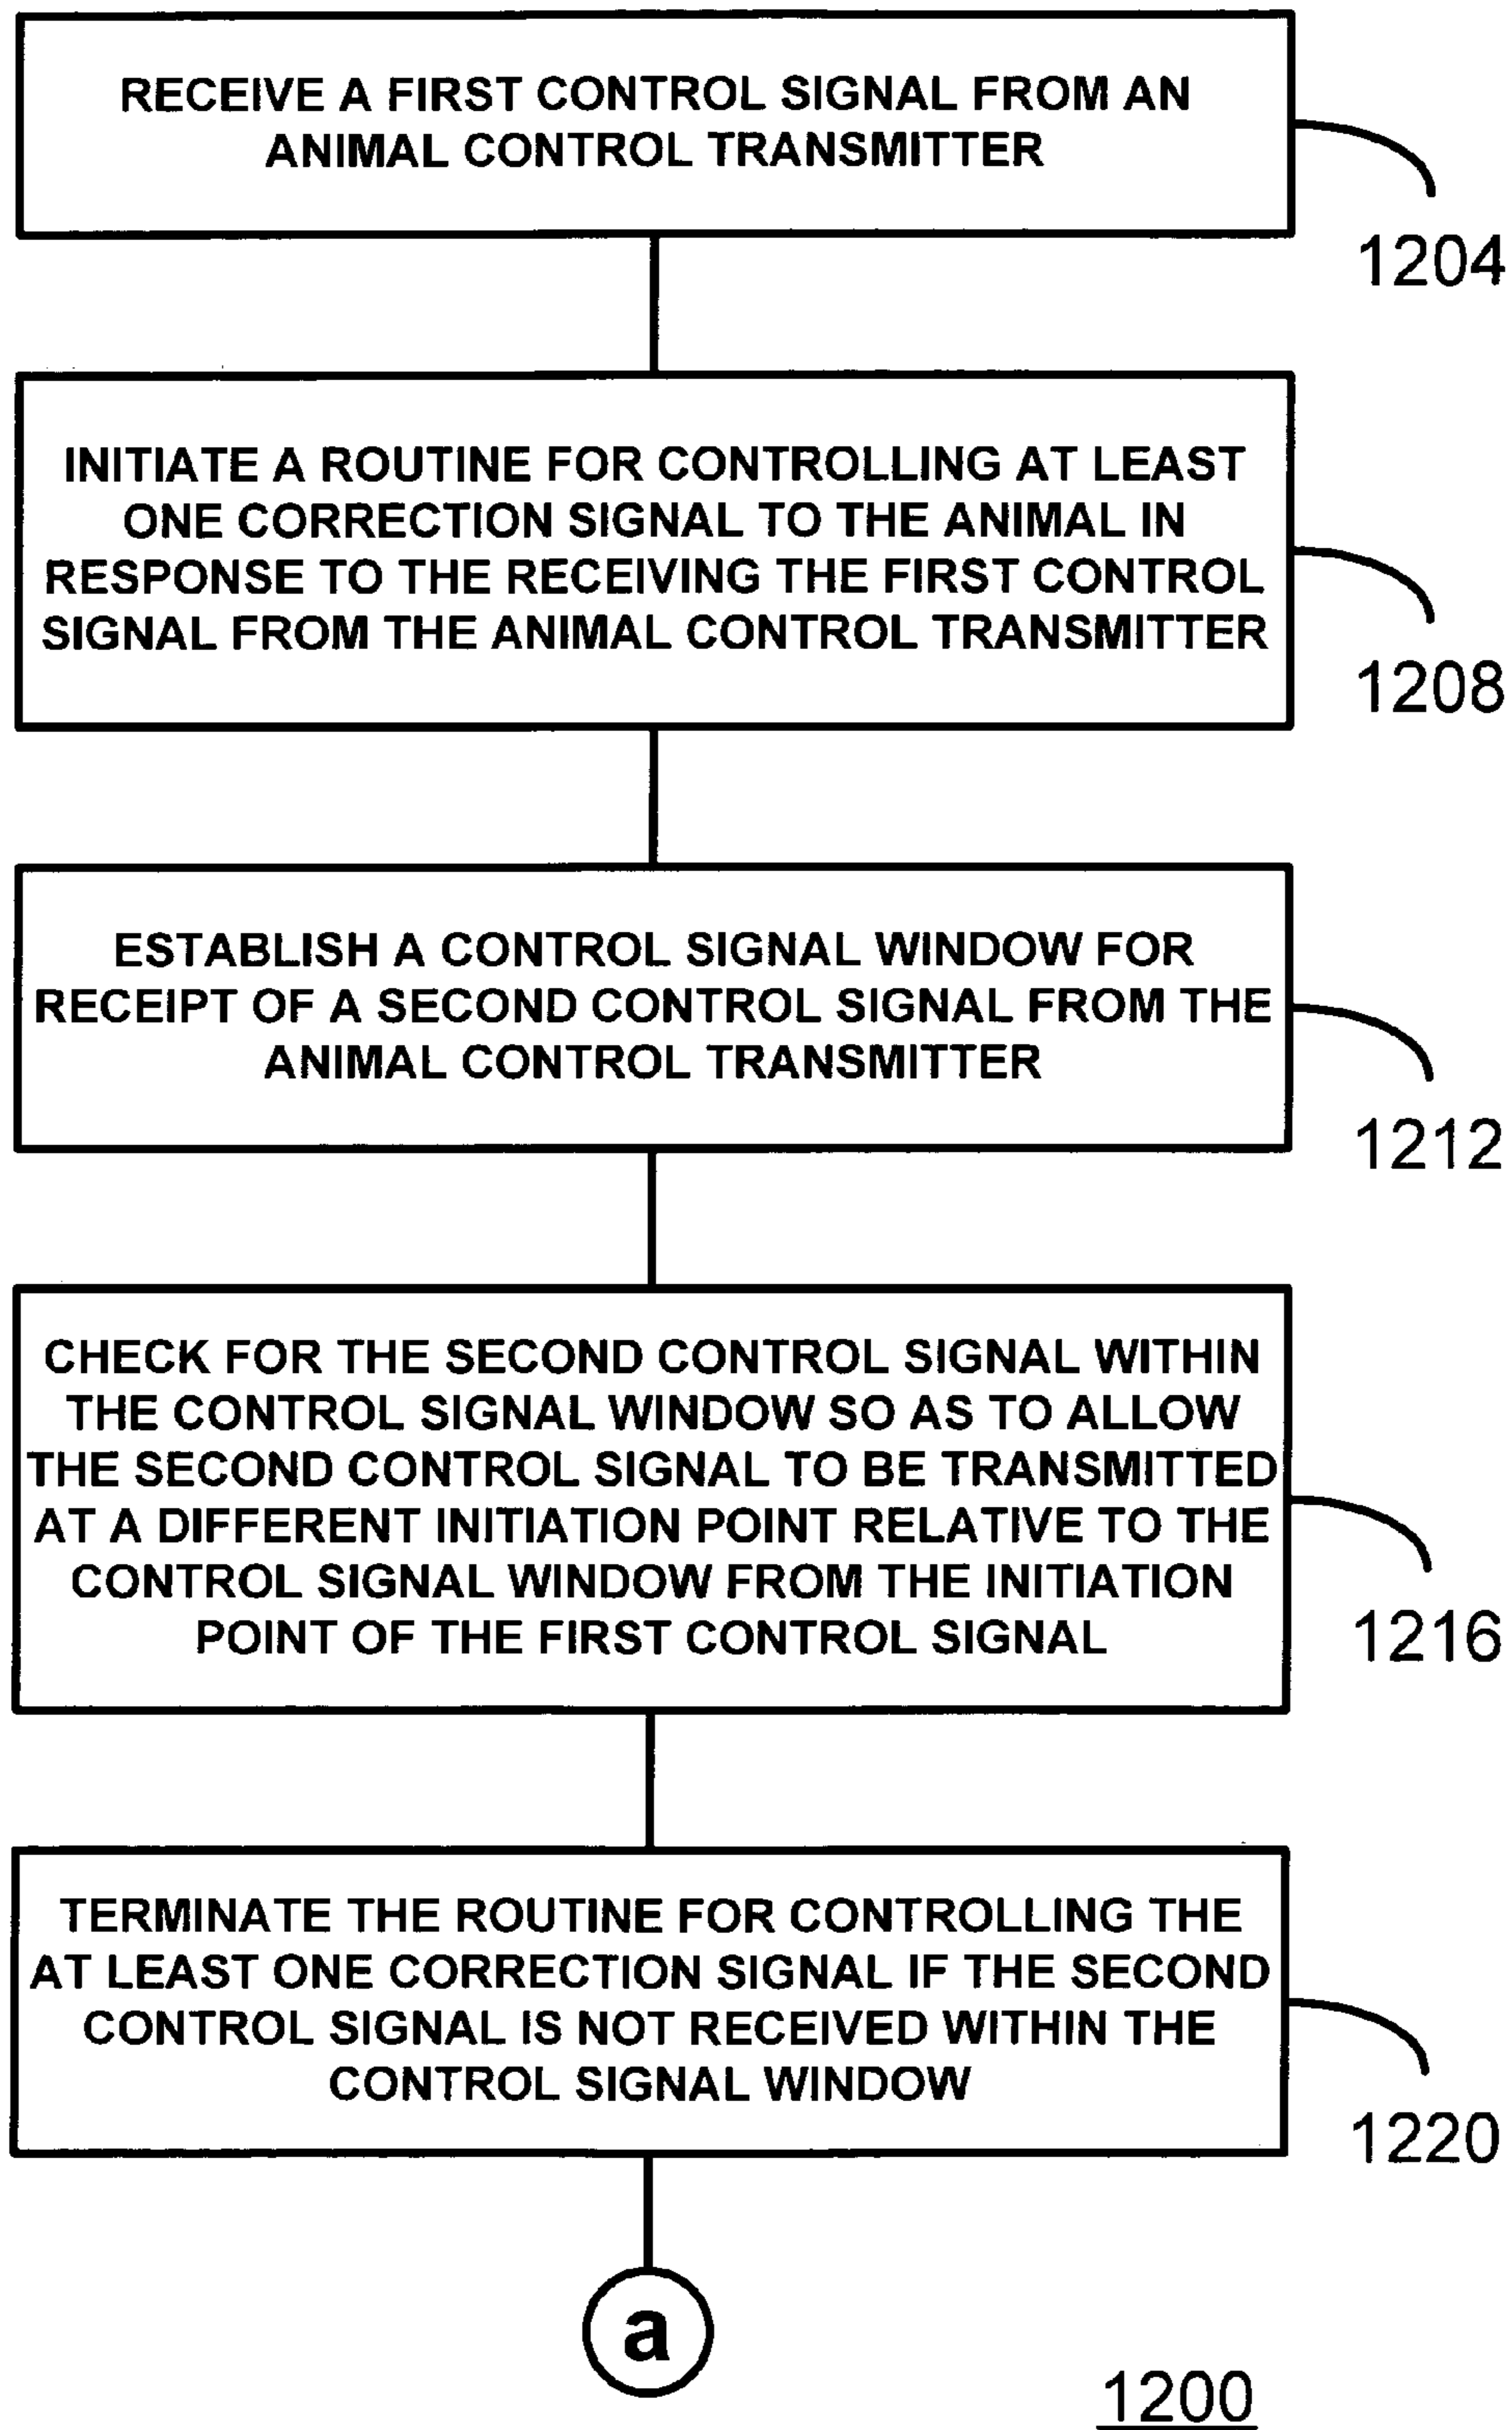 RECEIVE A FIRST CONTROL SIGNAL FROM AN
ANIMAL CONTROL TRANSMITTER
1204
INITIATE A ROUTINE FOR CONTROLLING AT LEAST
ONE CORRECTION SIGNAL TO THE ANIMAL IN
RESPONSE TO THE RECEIVING THE FIRST CONTROL
SIGNAL FROM THE ANIMAL CONTROL TRANSMITTER
1208
ESTABLISH A CONTROL SIGNAL WINDOW FOR
RECEIPT OF A SECOND CONTROL SIGNAL FROM THE
ANIMAL CONTROL TRANSMITTER
1212
CHECK FOR THE SECOND CONTROL SIGNAL WITHIN
THE CONTROL SIGNAL WINDOW SO AS TO ALLOW
THE SECOND CONTROL SIGNAL TO BE TRANSMITTED
AT A DIFFERENT INITIATION POINT RELATIVE TO THE
CONTROL SIGNAL WINDOW FROM THE INITIATION
POINT OF THE FIRST CONTROL SIGNAL
1216
TERMINATE THE ROUTINE FOR CONTROLLING THE
AT LEAST ONE CORRECTION SIGNAL IF THE SECOND
CONTROL SIGNAL IS NOT RECEIVED WITHIN THE
CONTROL SIGNAL WINDOW
1220
a
1200